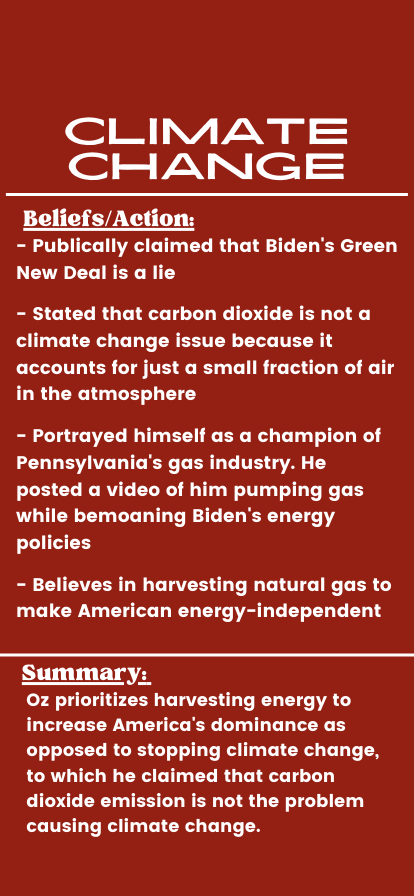 CLIMATE
CHANGE
Beliefs/Action:
- Publically claimed that Biden's Green
New Deal is a lie
- Stated that carbon dioxide is not a
climate change issue because it
accounts for just a small fraction of air
in the atmosphere
- Portrayed himself as a champion of
Pennsylvania's gas industry. He
posted a video of him pumping gas
while bemoaning Biden's energy
policies
- Believes in harvesting natural gas to
make American energy-independent
Summary:
Oz prioritizes harvesting energy to
increase America's dominance as
opposed to stopping climate change,
to which he claimed that carbon
dioxide emission is not the problem
causing climate change.